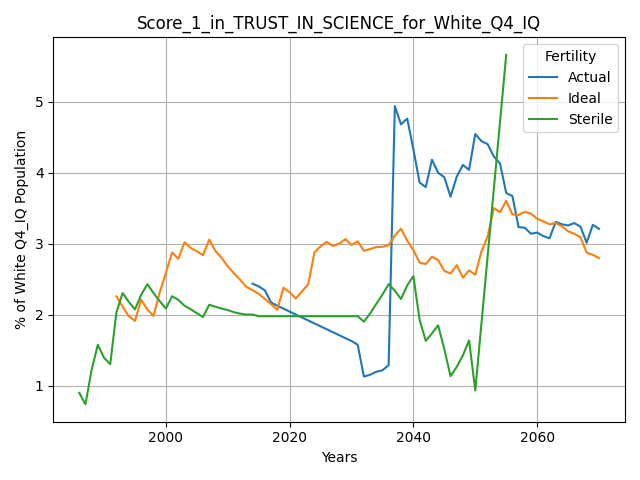 Score_1_in_TRUST_IN_SCIENCE_for_White_Q4_IQ
Fertility
Actual
Ideal
Sterile
% of White Q4_IQ Population
5
4
3
2
1
2000
2020
2040
2060
Years